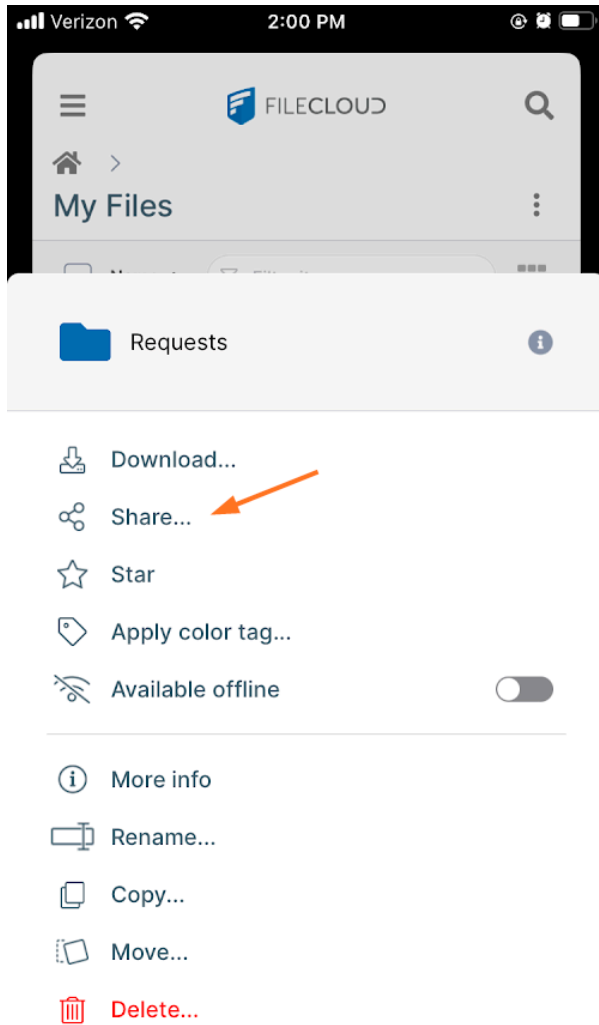 Verizon 2:00 PM
FILECLOUD
My Files
Requests
Download...
Share...
Star
Apply color tag...
Available offline
More info
Rename...
Copy...
Move...
Delete...